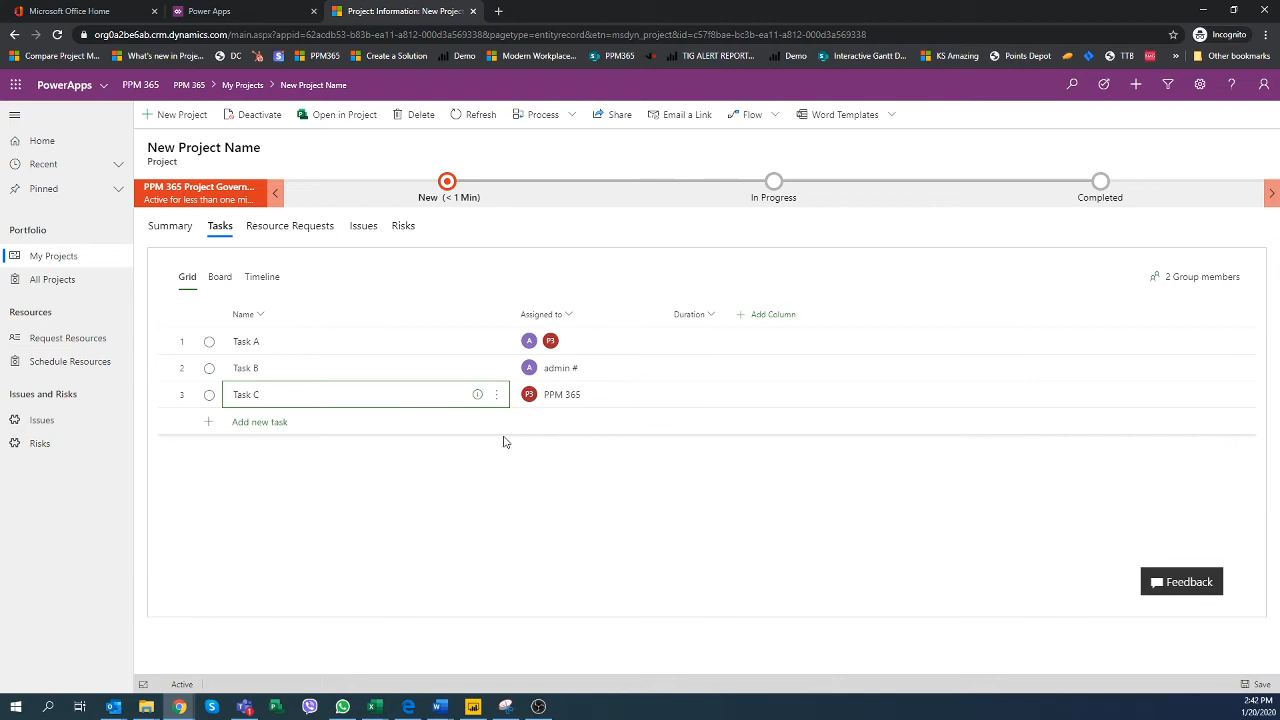 Microsoft Office Home
Power Apps
Project: Information: New Projec
org0a2be6ab.crm.dynamics.com/main.aspx?appid=62acdb53-b83b-ea11-a812-000d3a569338&pagetype=entityrecord&etn=msdyn_project&id=c57f8bae-bc3b-ea11-a812-000d3a569338
Incognito
Compare Project M...
What's new in Proj...
DC
PPM365
Create a Solution
Demo
Modern Workplace...
PPM365
TIG ALERT REPORT...
Demo
Interactive Gantt D...
KS Amazing
Points Depot
TTB
»
Other bookmarks
PowerApps
PPM 365
PPM 365 > My Projects > New Project Name
New Project
Deactivate
Open in Project
Delete
Refresh
Process
Share
Email a Link
Flow
Word Templates
Home
Recent
Pinned
Portfolio
My Projects
All Projects
Resources
Request Resources
Schedule Resources
Issues and Risks
Issues
Risks
New Project Name
Project
PPM 365 Project Govern...
Active for less than one mi...
New (< 1 Min)
In Progress
Completed
Summary
Tasks
Resource Requests
Issues
Risks
Grid
Board
Timeline
2 Group members
Name
Assigned to
Duration
Add Column
1 Task A A P3
2 Task B A admin #
3 Task C P3 PPM 365
Add new task
Feedback
Active
Save
2:42 PM
1/20/2020